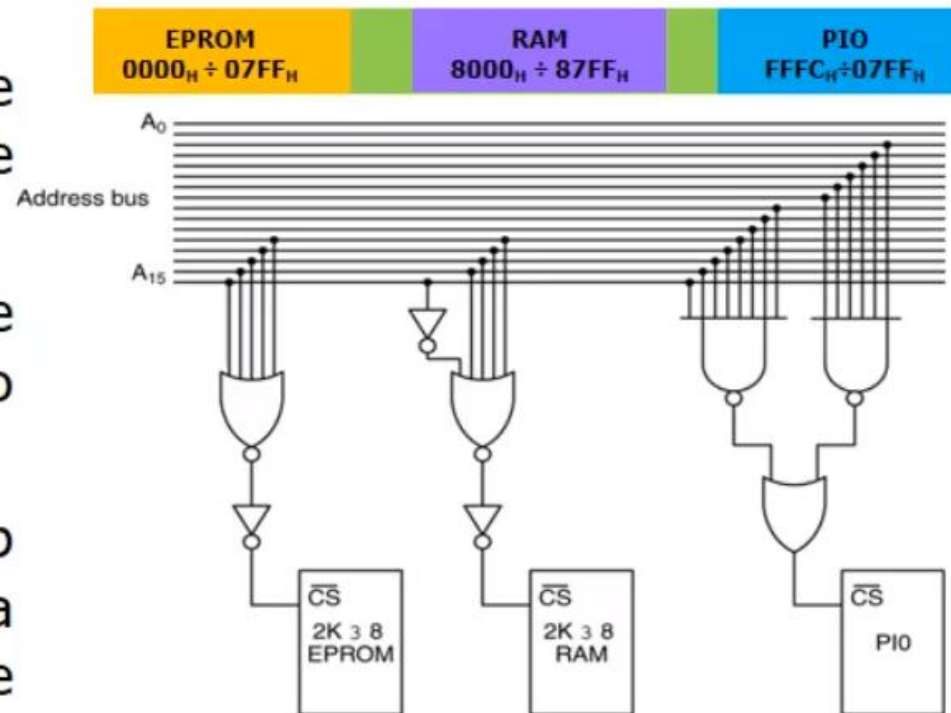 EPROM
0000H ÷ 07FFH
RAM
8000H ÷ 87FFH
PIO
FFFCH÷07FFH
e
e
A0
Address bus
A15
e
o
o
a
e
CS
2K 3 8
EPROM
CS
2K 3 8
RAM
CS
PI0